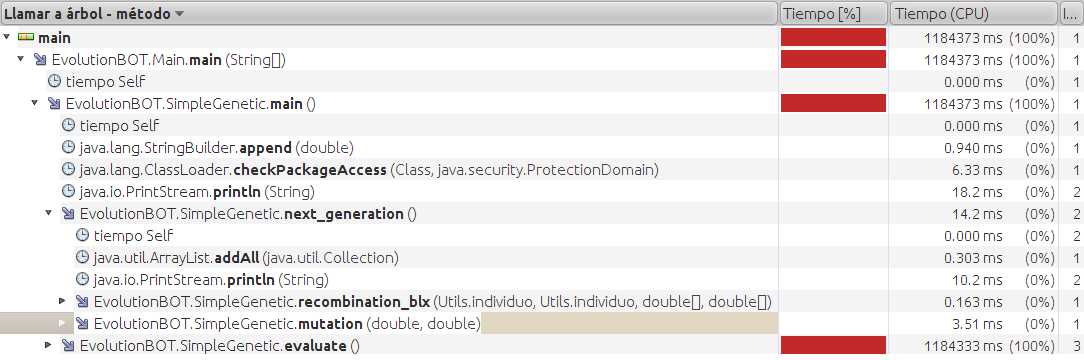 Llamar a árbol - método Tiempo [%] Tiempo (CPU) I...
main 1184373 ms (100%) 1
EvolutionBOT.Main.main (String[]) 1184373 ms (100%) 1
tiempo Self 0.000 ms (0%) 1
EvolutionBOT.SimpleGenetic.main () 1184373 ms (100%) 1
tiempo Self 0.000 ms (0%) 1
java.lang.StringBuilder.append (double) 0.940 ms (0%) 1
java.lang.ClassLoader.checkPackageAccess (Class, java.security.ProtectionDomain) 6.33 ms (0%) 1
java.io.PrintStream.println (String) 18.2 ms (0%) 2
EvolutionBOT.SimpleGenetic.next_generation () 14.2 ms (0%) 2
tiempo Self 0.000 ms (0%) 2
java.util.ArrayList.addAll (java.util.Collection) 0.303 ms (0%) 1
java.io.PrintStream.println (String) 10.2 ms (0%) 2
EvolutionBOT.SimpleGenetic.recombination_blx (Utils.individuo, Utils.individuo, double[], double[]) 0.163 ms (0%) 1
EvolutionBOT.SimpleGenetic.mutation (double, double) 3.51 ms (0%) 1
EvolutionBOT.SimpleGenetic.evaluate () 1184333 ms (100%) 3